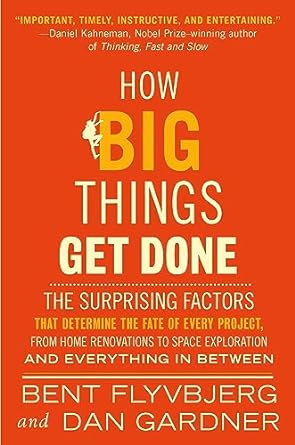 "IMPORTANT, TIMELY, INSTRUCTIVE, AND ENTERTAINING."
—Daniel Kahneman, Nobel Prize–winning author
of Thinking, Fast and Slow
HOW
BIG
THINGS
GET DONE
THE SURPRISING FACTORS
THAT DETERMINE THE FATE OF EVERY PROJECT,
FROM HOME RENOVATIONS TO SPACE EXPLORATION
AND EVERYTHING IN BETWEEN
BENT FLYVBJERG
and DAN GARDNER